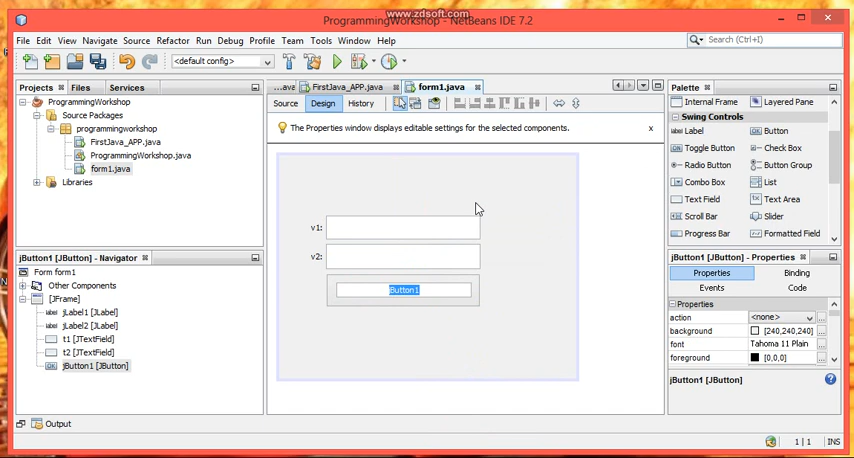 www.zdsoft.com
ProgrammingWorkshop - NetBeans IDE 7.2
File Edit View Navigate Source Refactor Run Debug Profile Team Tools Window Help
Search (Ctrl+I)
<default config>
Projects Files Services
ProgrammingWorkshop
Source Packages
programmingworkshop
FirstJava_APP.java
ProgrammingWorkshop.java
form1.java
Libraries
jButton1 [JButton] - Navigator
Form form1
Other Components
[JFrame]
jLabel1 [JLabel]
jLabel2 [JLabel]
t1 [JTextField]
t2 [JTextField]
jButton1 [JButton]
...ava FirstJava_APP.java form1.java
Source Design History
The Properties window displays editable settings for the selected components. x
v1:
v2:
jButton1
Palette
Internal Frame Layered Pane
Swing Controls
Label Button
Toggle Button Check Box
Radio Button Button Group
Combo Box List
Text Field Text Area
Scroll Bar Slider
Progress Bar Formatted Field
jButton1 [JButton] - Properties
Properties Binding
Events Code
Properties
action <none> ...
background [240,240,240] ...
font Tahoma 11 Plain ...
foreground [0,0,0] ...
jButton1 [JButton]
Output
1 | 1 INS